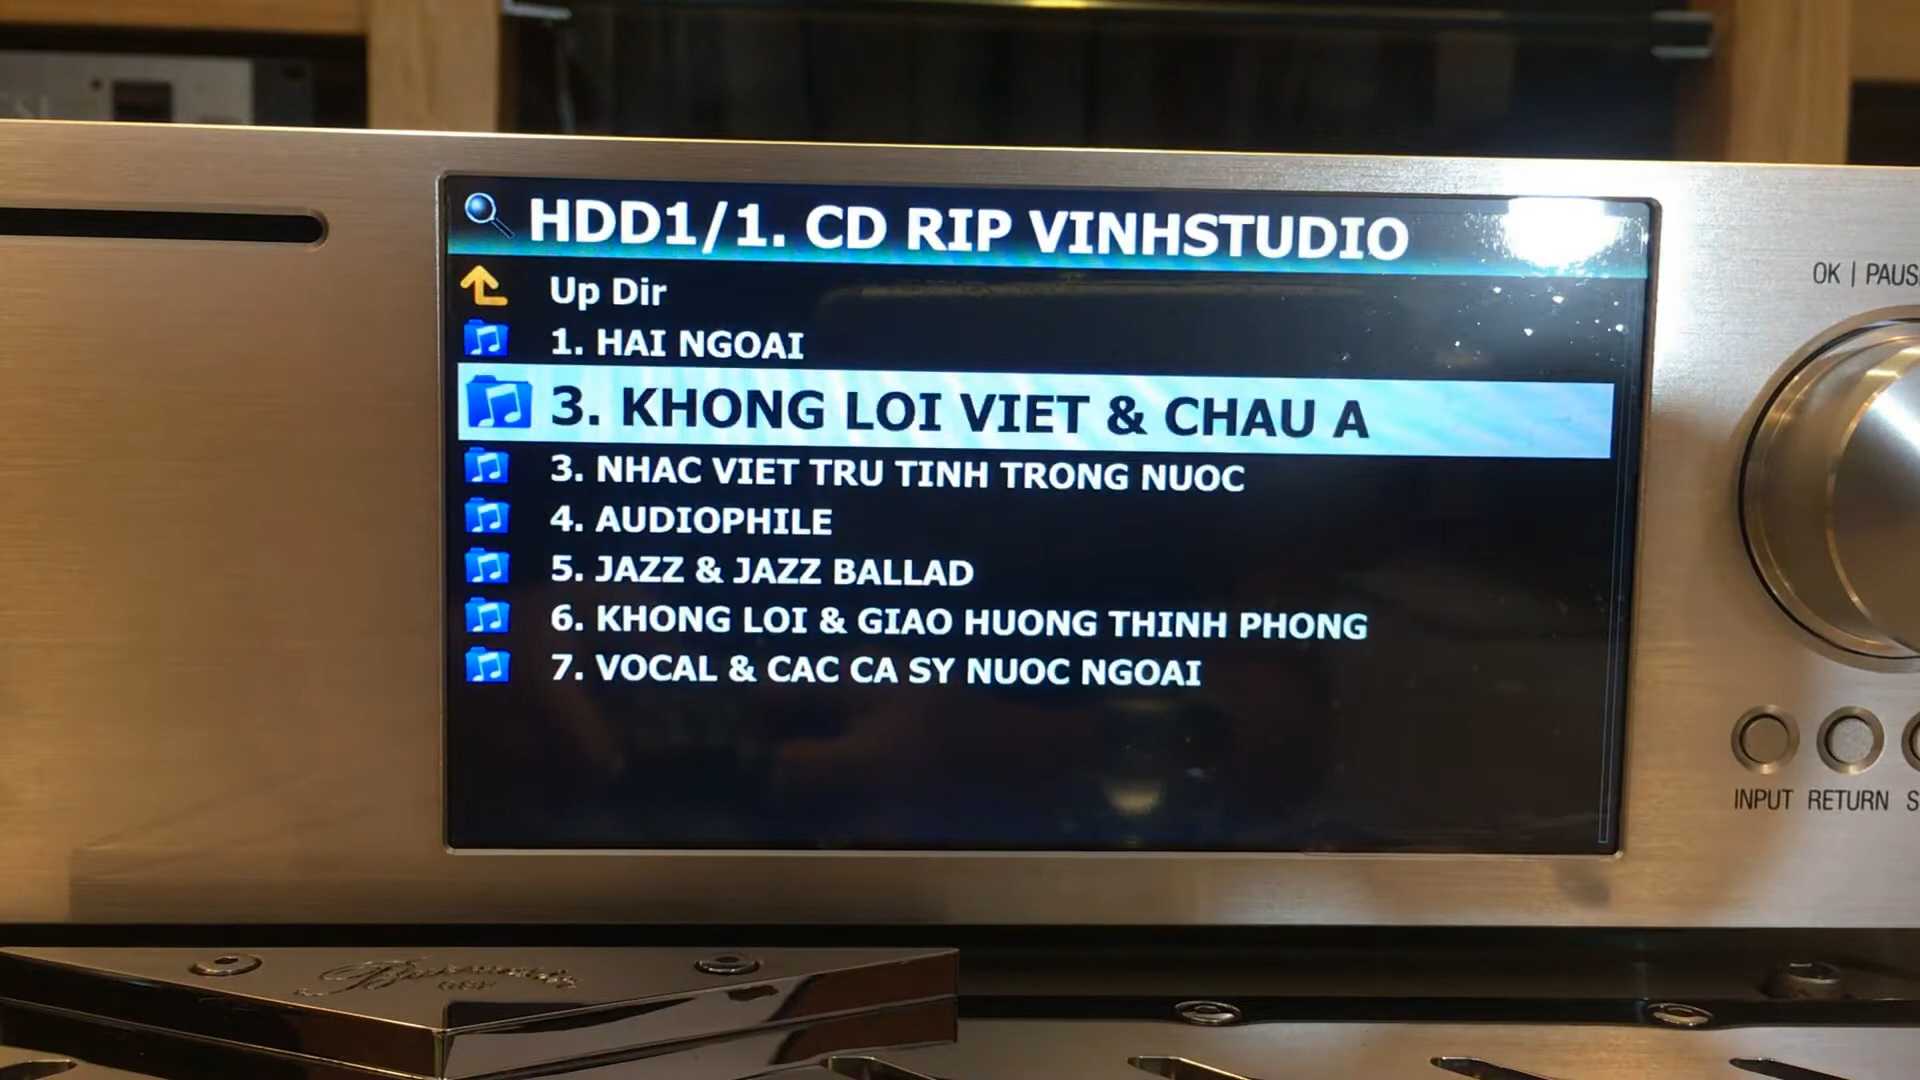 HDD1/1. CD RIP VINHSTUDIO
Up Dir
1. HAI NGOAI
3. KHONG LOI VIET & CHAU A
3. NHAC VIET TRU TINH TRONG NUOC
4. AUDIOPHILE
5. JAZZ & JAZZ BALLAD
6. KHONG LOI & GIAO HUONG THINH PHONG
7. VOCAL & CAC CA SY NUOC NGOAI
OK | PAUS
INPUT RETURN S